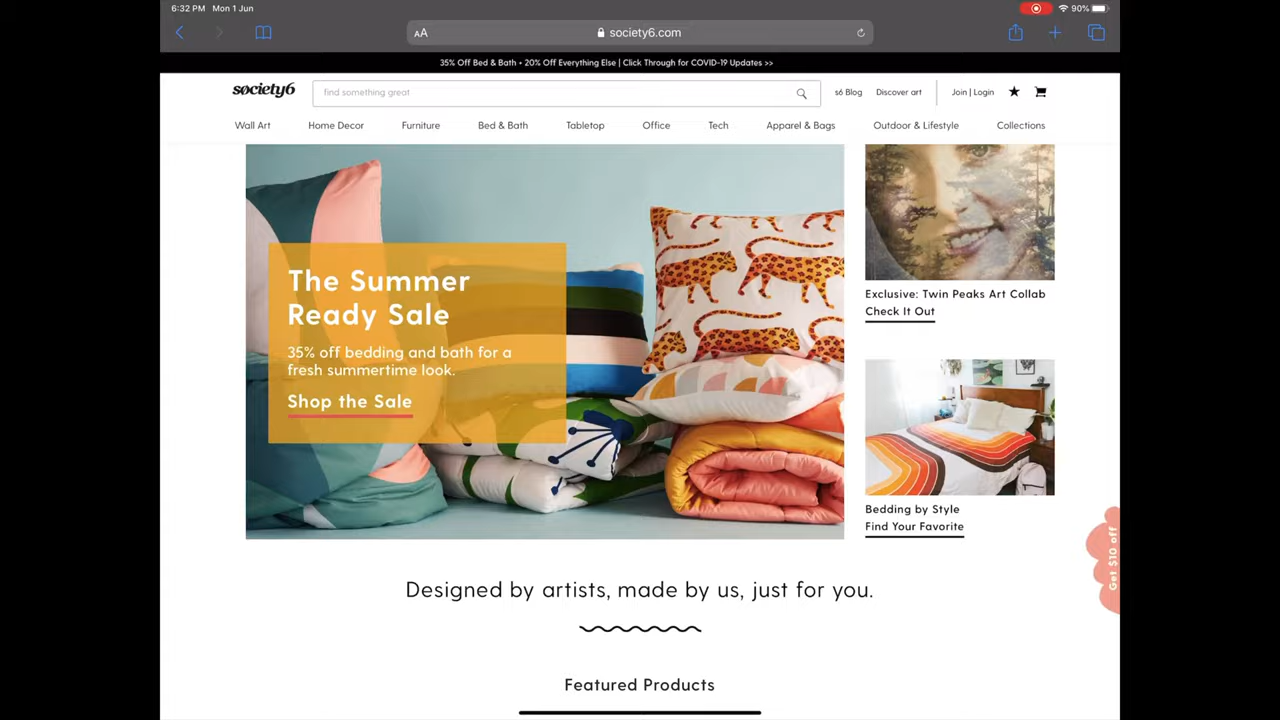 6:32 PM Mon 1 Jun
90%
AA
society6.com
35% Off Bed & Bath • 20% Off Everything Else | Click Through for COVID-19 Updates >>
søciety6
find something great
s6 Blog
Discover art
Join | Login
Wall Art
Home Decor
Furniture
Bed & Bath
Tabletop
Office
Tech
Apparel & Bags
Outdoor & Lifestyle
Collections
The Summer
Ready Sale
35% off bedding and bath for a
fresh summertime look.
Shop the Sale
Exclusive: Twin Peaks Art Collab
Check It Out
Bedding by Style
Find Your Favorite
Get $10 off
Designed by artists, made by us, just for you.
Featured Products